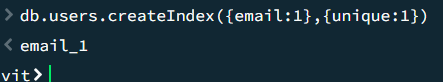 > db.users.createIndex({email:1},{unique:1})
< email_1
vit>